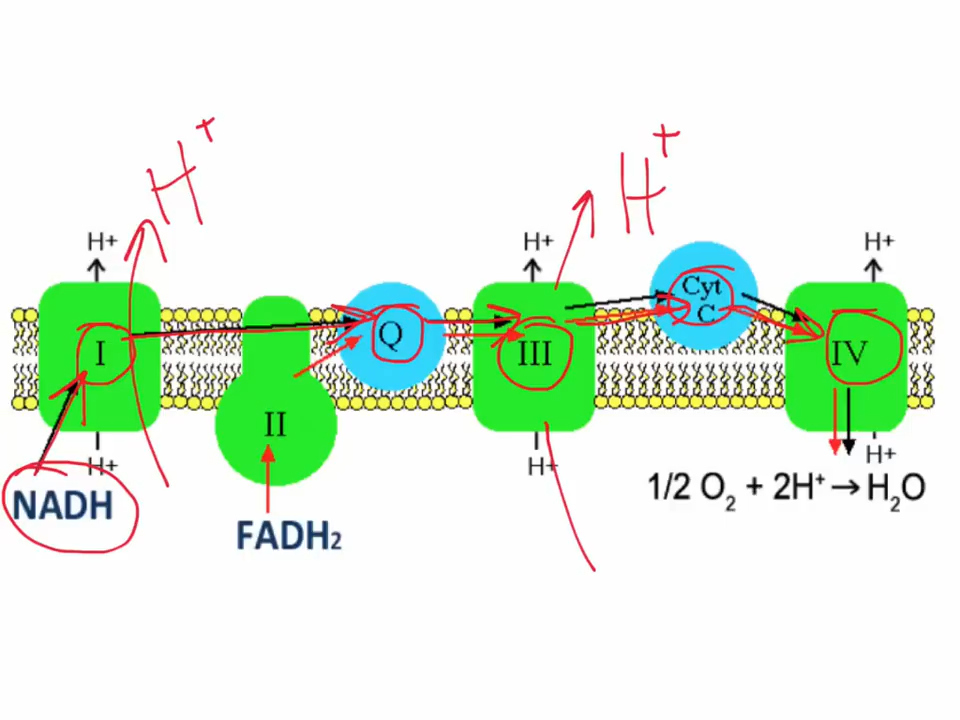 H⁺
H⁺
H+
H+
H+
Cyt
C
I
Q
III
IV
II
H+
H+
H+
NADH
FADH₂
1/2 O₂ + 2H⁺ → H₂O